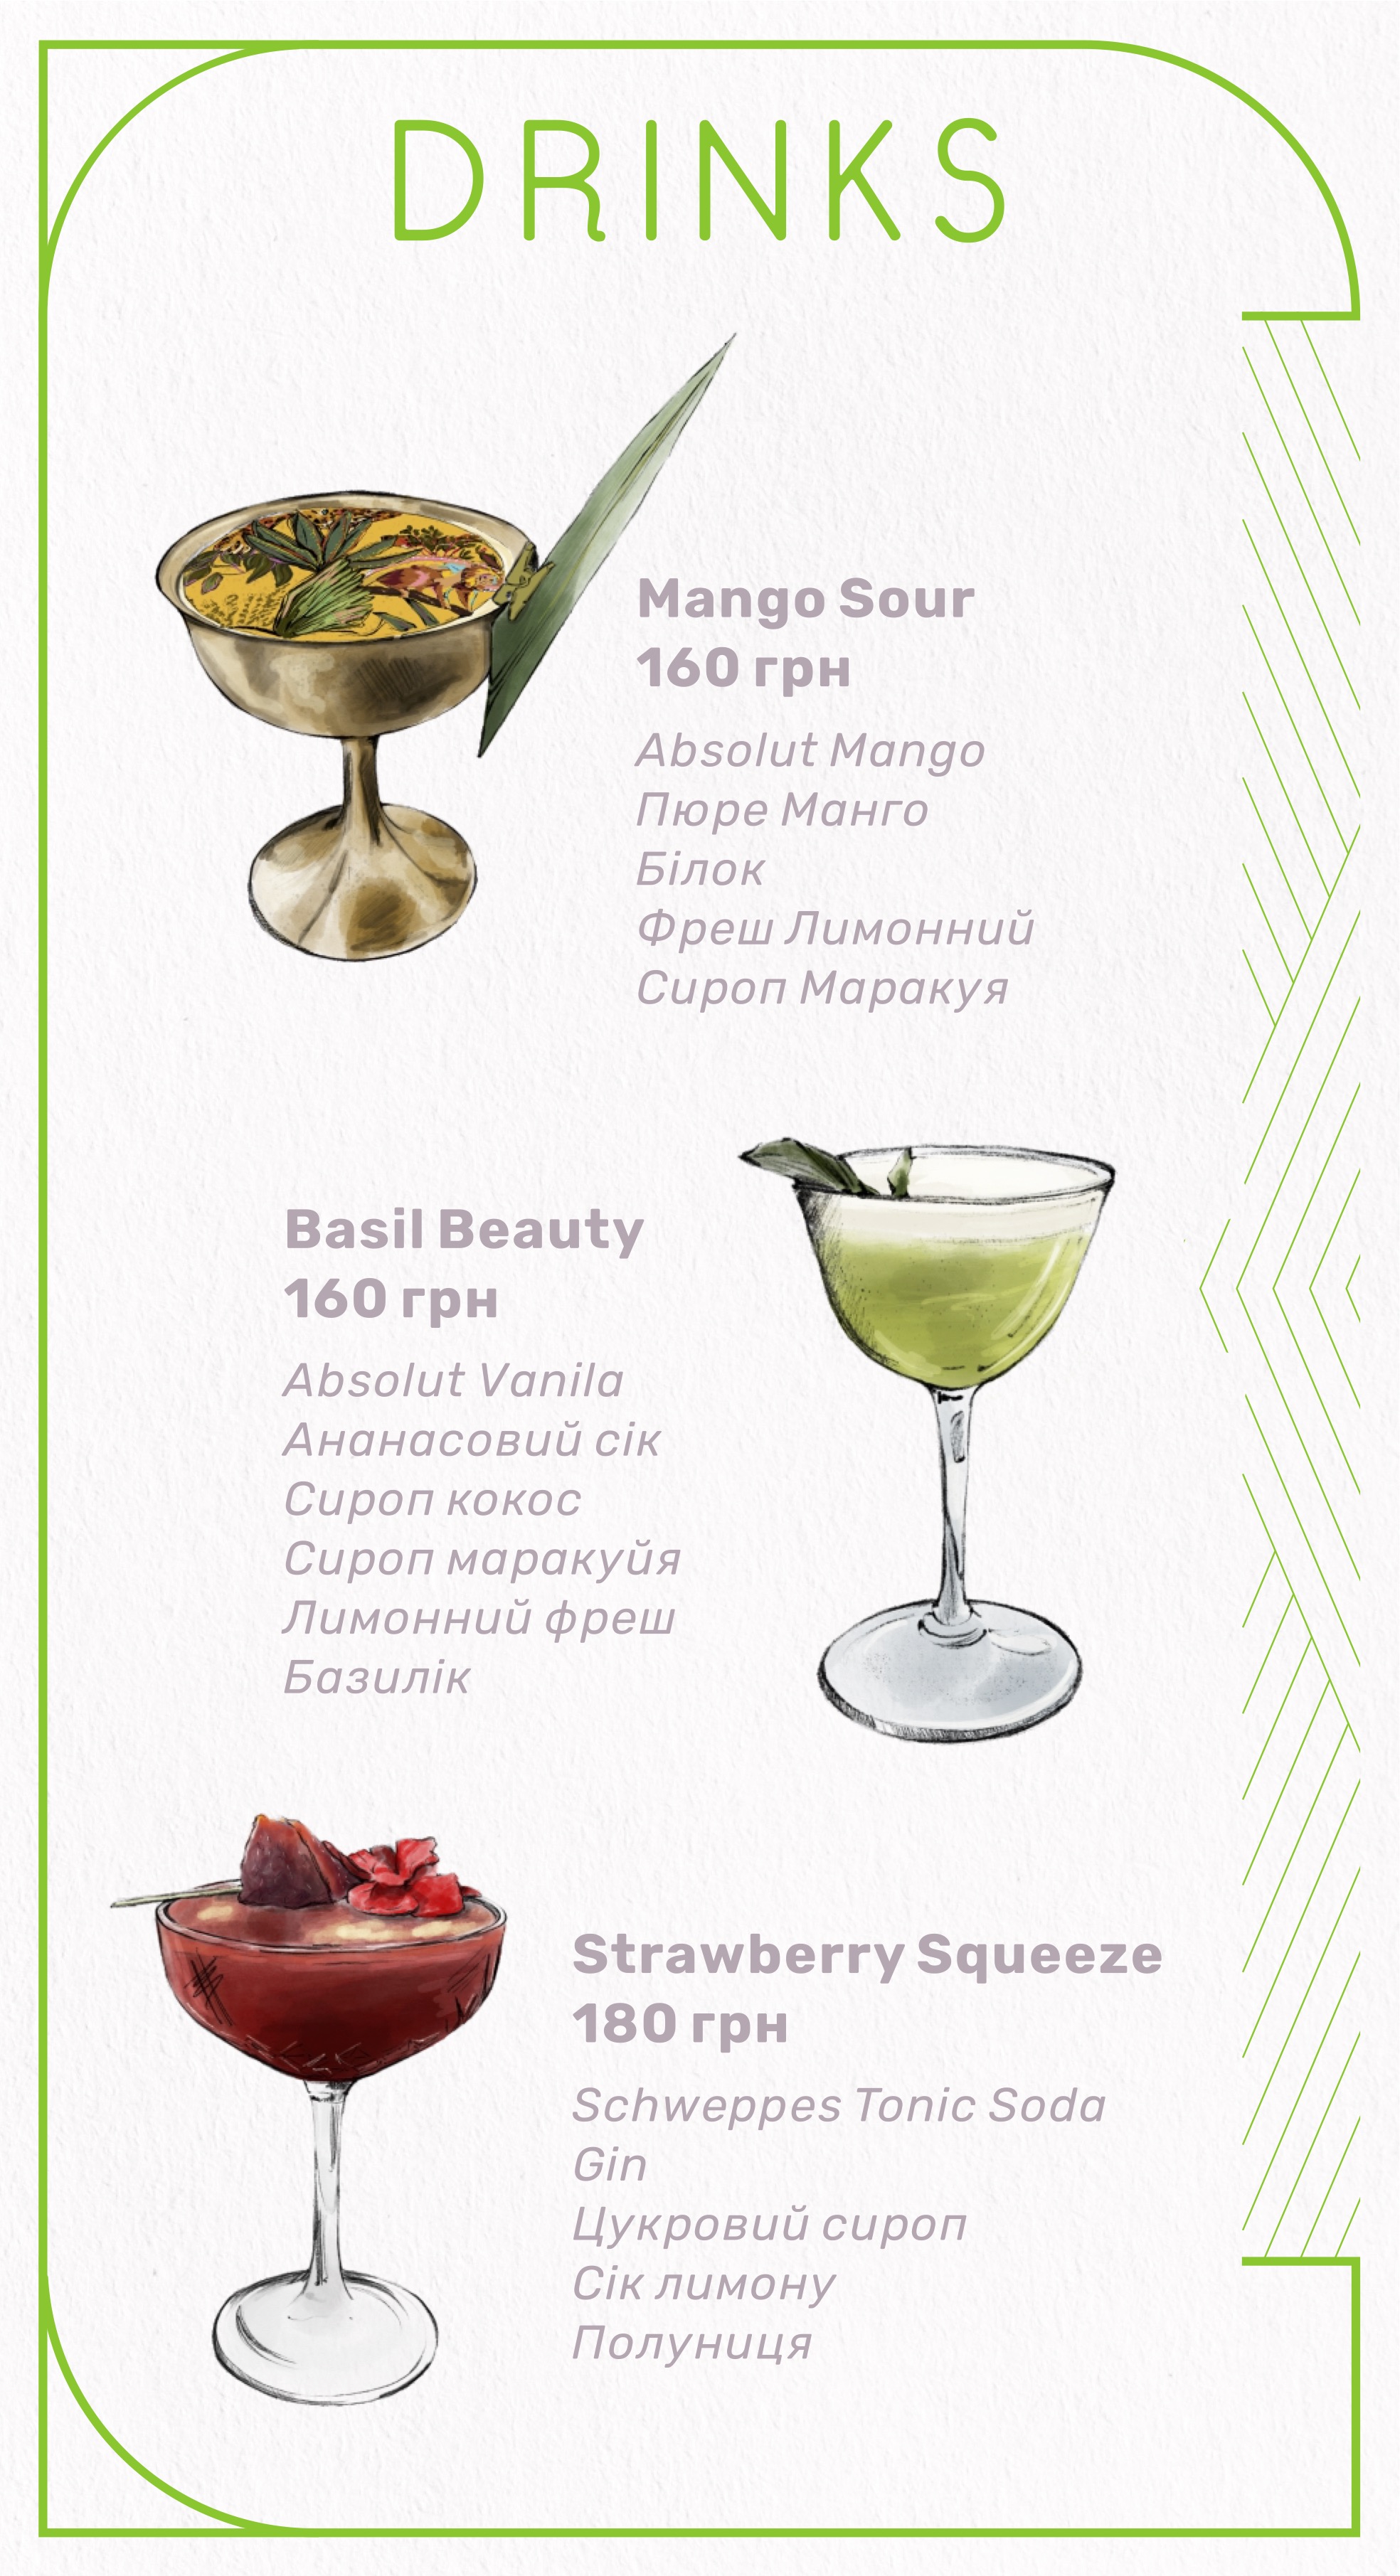 DRINKS
Mango Sour
160 грн
Absolut Mango
Пюре Манго
Білок
Фреш Лимонний
Сироп Маракуя
Basil Beauty
160 грн
Absolut Vanila
Ананасовий сік
Сироп кокос
Сироп маракуйя
Лимонний фреш
Базилік
Strawberry Squeeze
180 грн
Schweppes Tonic Soda
Gin
Цукровий сироп
Сік лимону
Полуниця